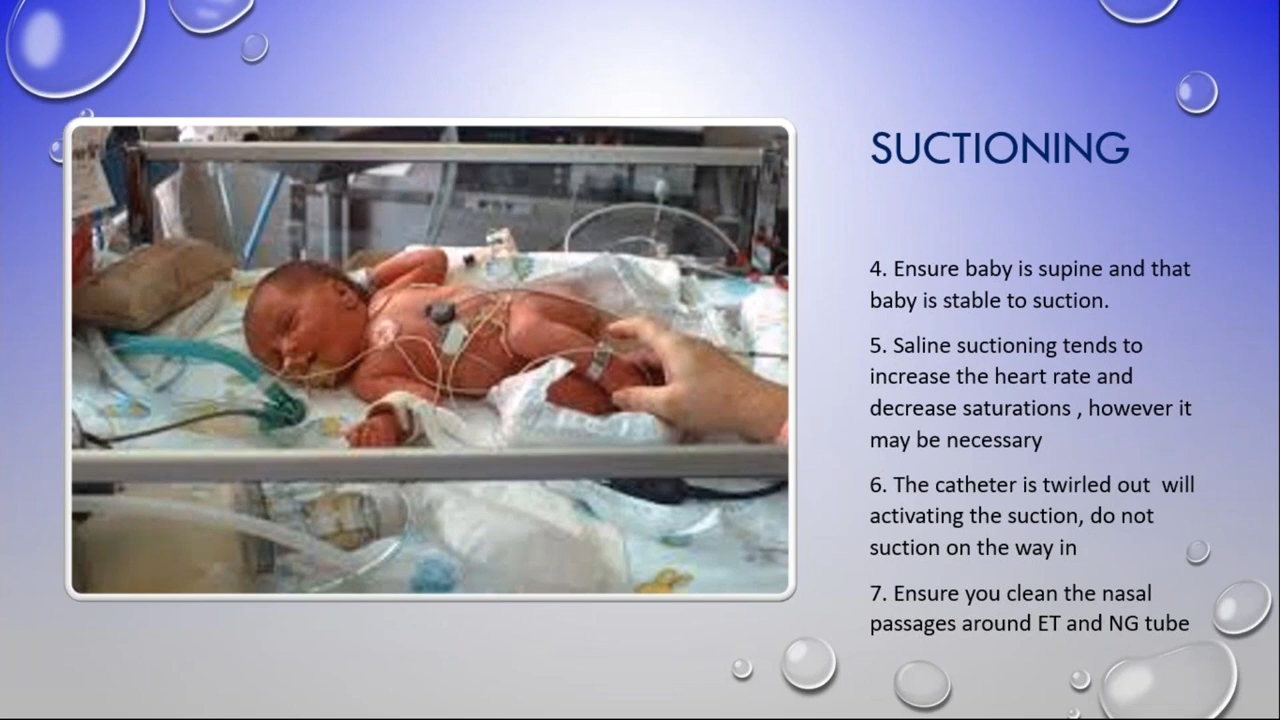 SUCTIONING
4. Ensure baby is supine and that
baby is stable to suction.
5. Saline suctioning tends to
increase the heart rate and
decrease saturations , however it
may be necessary
6. The catheter is twirled out  will
activating the suction, do not
suction on the way in
7. Ensure you clean the nasal
passages around ET and NG tube